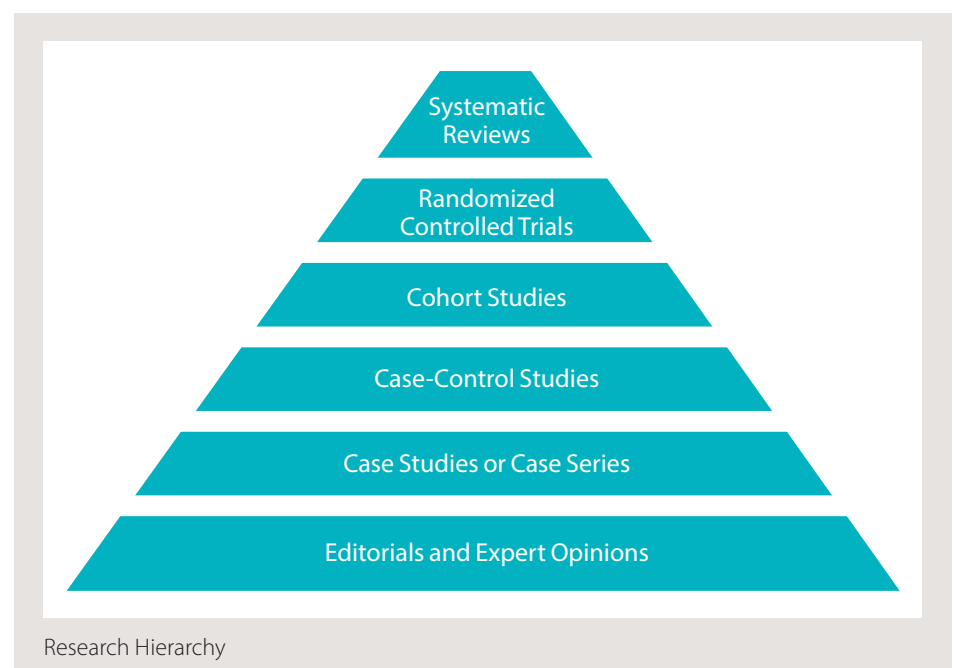 Systematic
Reviews
Randomized
Controlled Trials
Cohort Studies
Case-Control Studies
Case Studies or Case Series
Editorials and Expert Opinions
Research Hierarchy